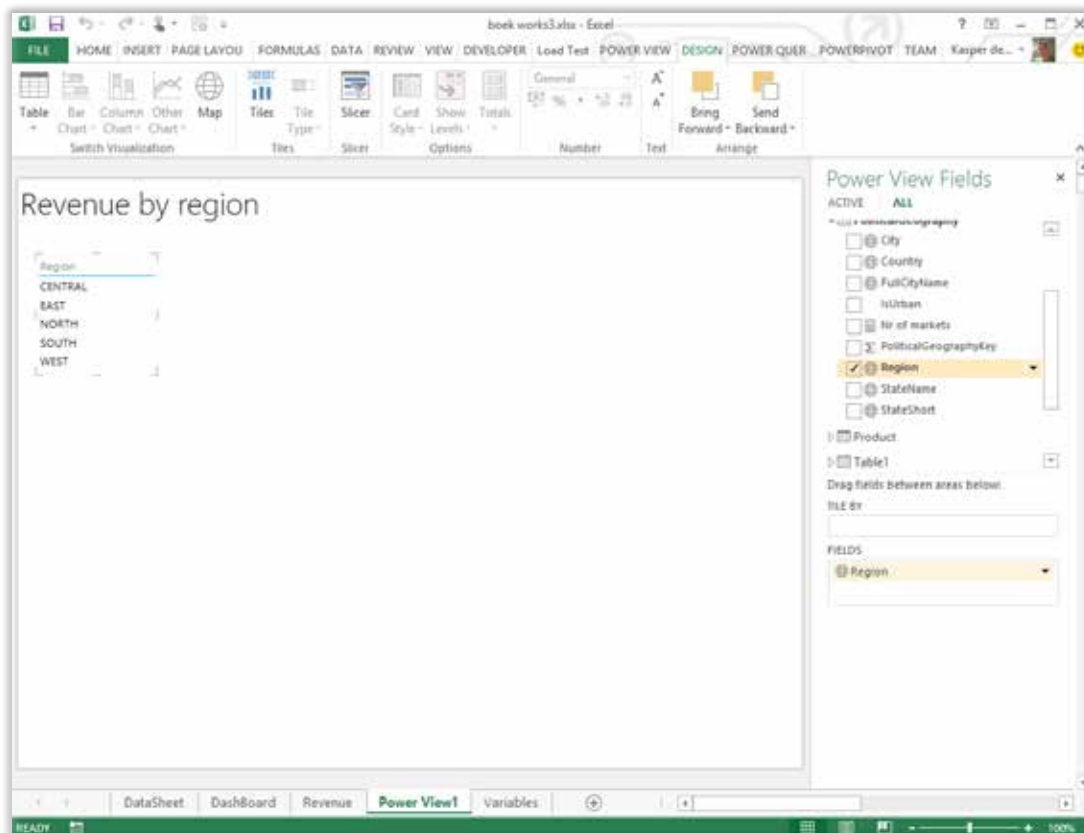 boek works3.xlsx - Excel
FILE HOME INSERT PAGE LAYOU FORMULAS DATA REVIEW VIEW DEVELOPER Load Test POWER VIEW DESIGN POWER QUER POWERPIVOT TEAM Kasper de...
Table Bar Chart Column Chart Other Chart Map Tiles Tile Type Slicer Card Style Show Levels Totals General % Bring Forward Send Backward
Switch Visualization Tiles Slicer Options Number Text Arrange
Revenue by region
Region
CENTRAL
EAST
NORTH
SOUTH
WEST
Power View Fields
ACTIVE ALL
PoliticalGeography
City
Country
FullCityName
IsUrban
Nr of markets
∑ PoliticalGeographyKey
Region
StateName
StateShort
Product
Table1
Drag fields between areas below:
TILE BY
FIELDS
Region
DataSheet DashBoard Revenue Power View1 Variables
READY 100%